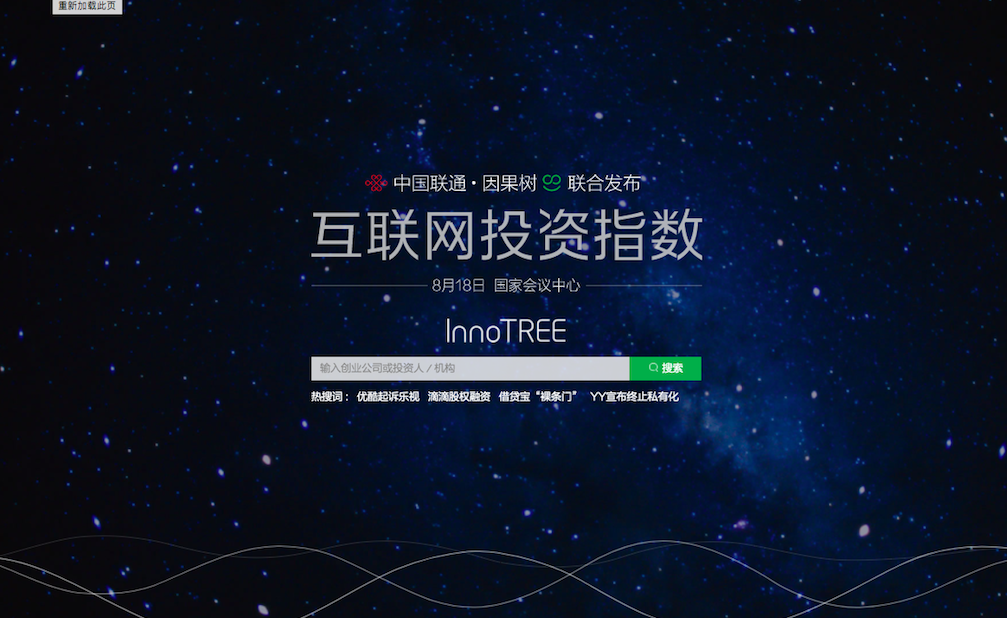 重新加载此页
中国联通·因果树 联合发布
互联网投资指数
8月18日 国家会议中心
InnoTREE
输入创业公司或投资人 / 机构 搜索
热搜词： 优酷起诉乐视 滴滴股权融资 借贷宝“裸条门” YY宣布终止私有化